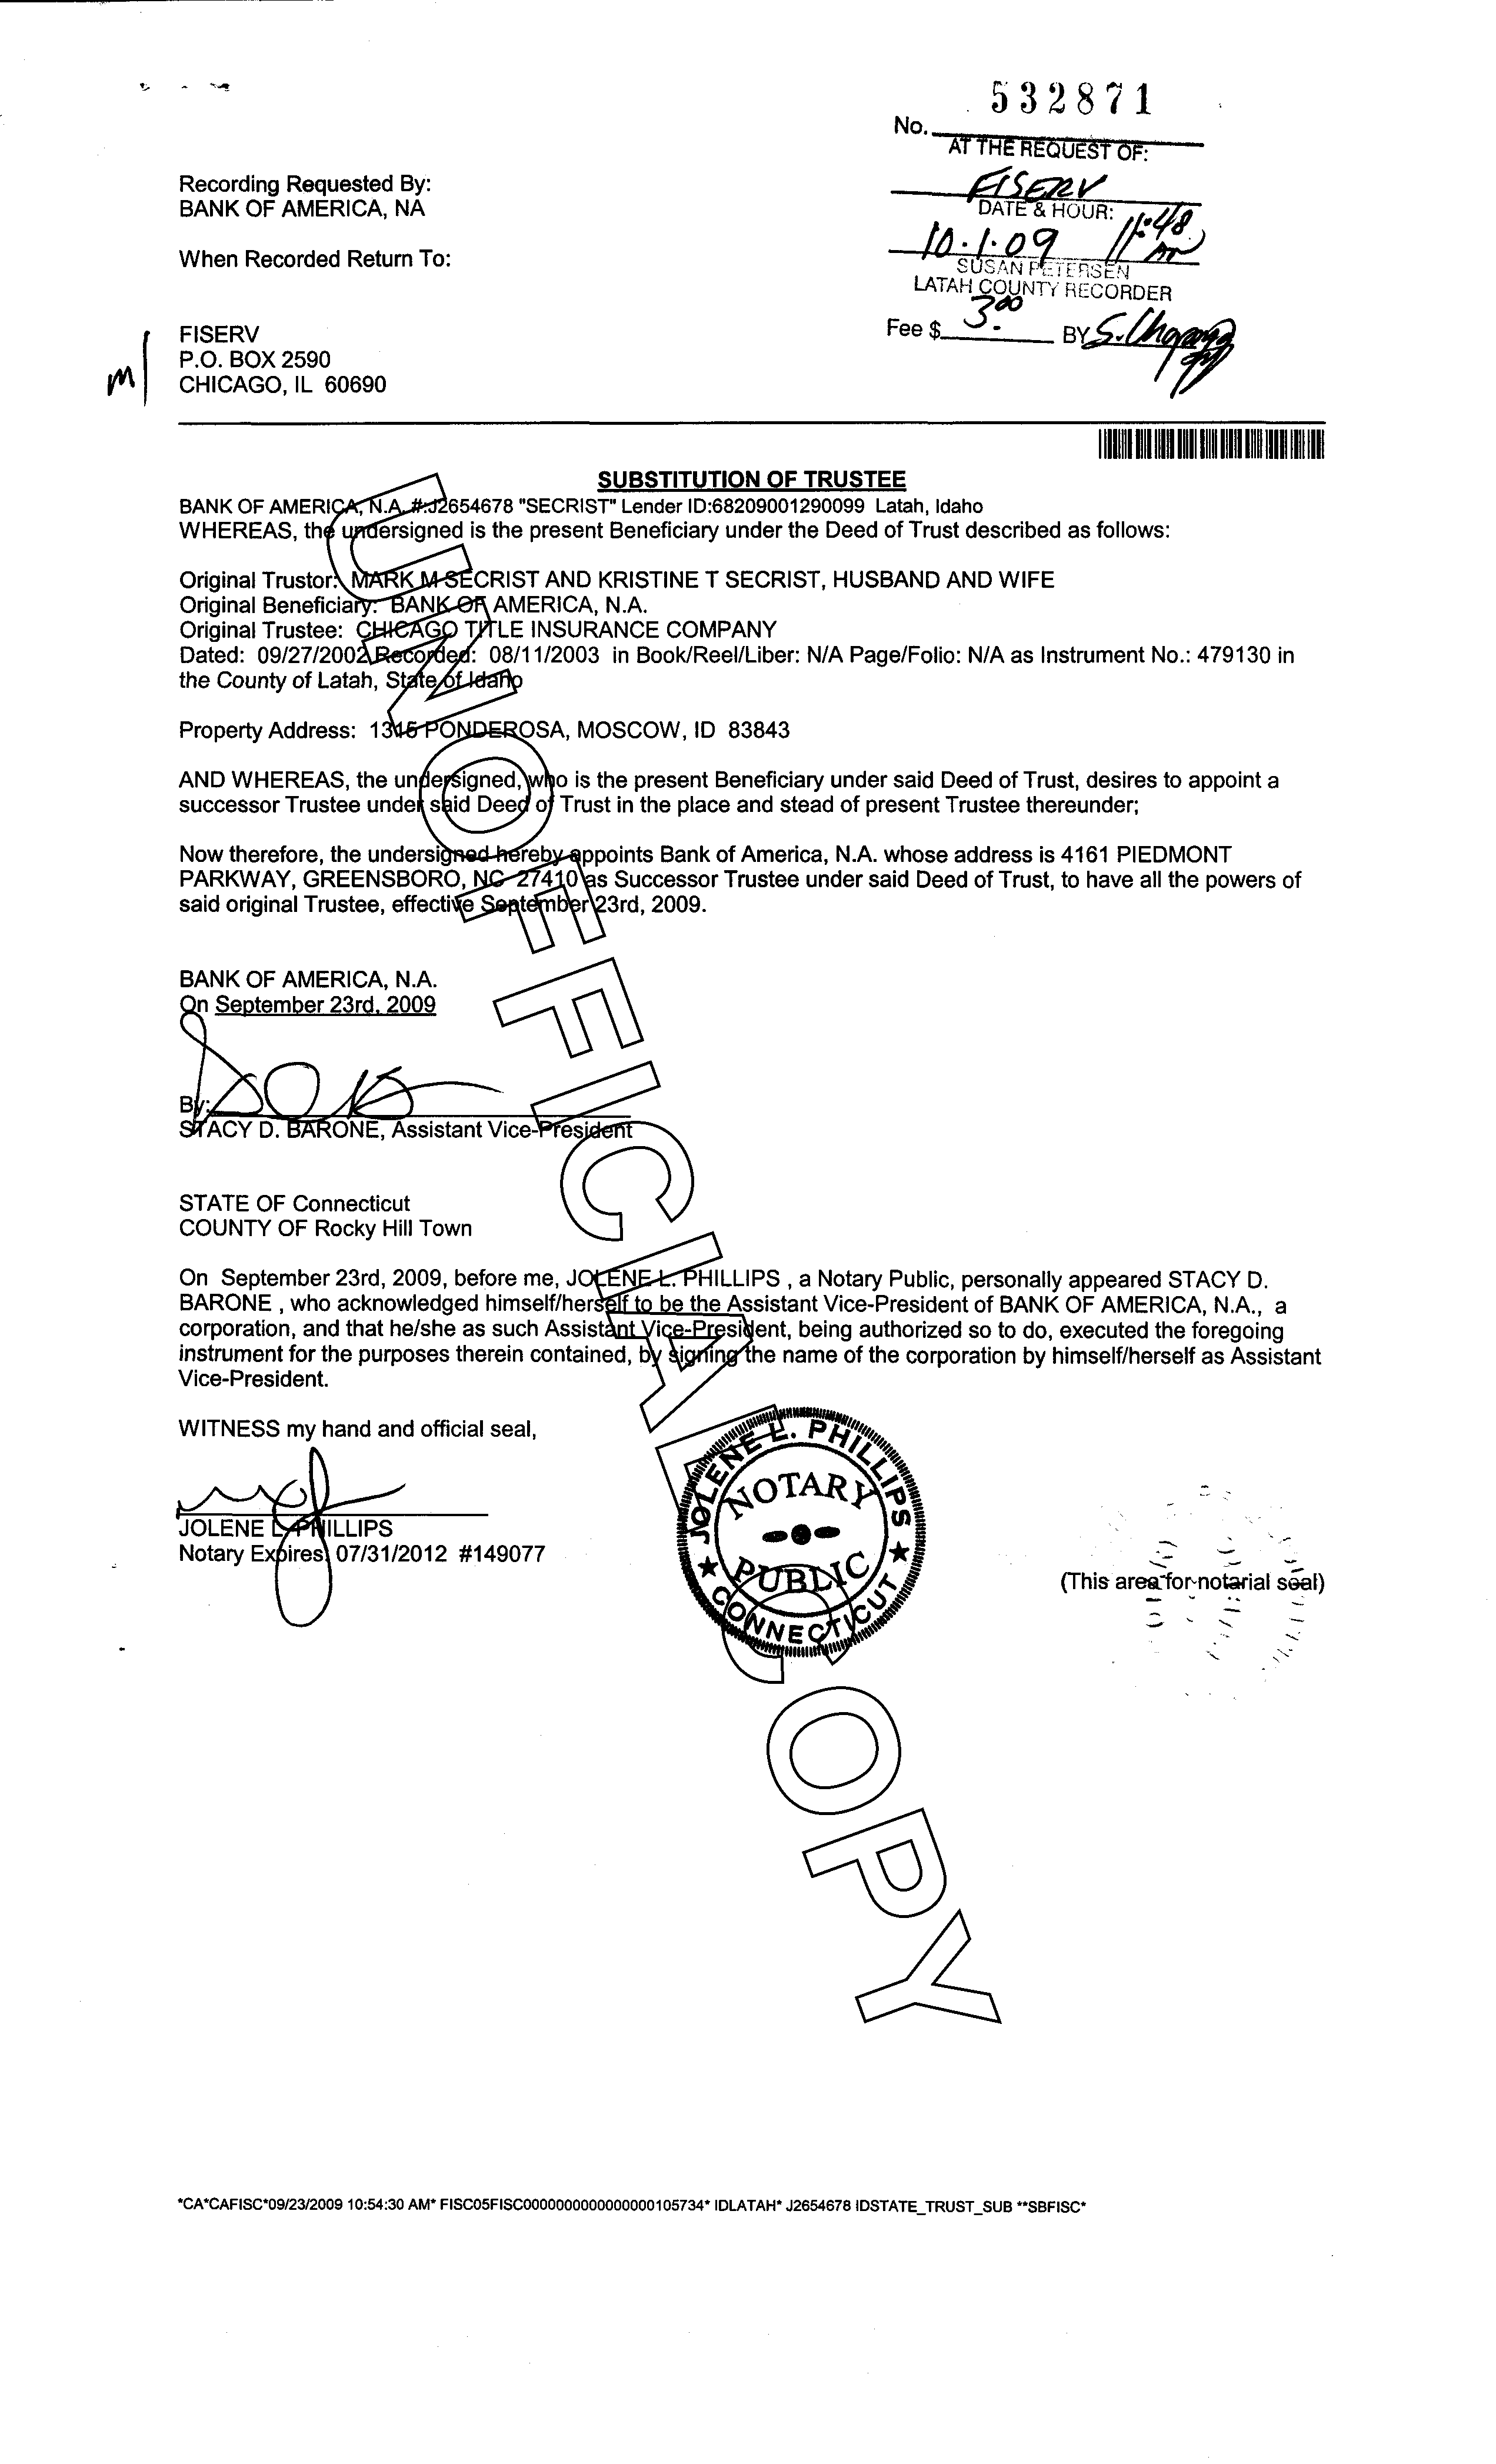 532871
No.
AT THE REQUEST OF:
FISERV
DATE & HOUR:
10.1.09 11:48 AM
SUSAN PETERSEN
LATAH COUNTY RECORDER
Fee $ 3.00 BY S.
Recording Requested By:
BANK OF AMERICA, NA
When Recorded Return To:
m/
FISERV
P.O. BOX 2590
CHICAGO, IL 60690
SUBSTITUTION OF TRUSTEE
BANK OF AMERICA, N.A. #:J2654678 "SECRIST" Lender ID:68209001290099 Latah, Idaho
WHEREAS, the undersigned is the present Beneficiary under the Deed of Trust described as follows:
Original Trustor: MARK M SECRIST AND KRISTINE T SECRIST, HUSBAND AND WIFE
Original Beneficiary: BANK OF AMERICA, N.A.
Original Trustee: CHICAGO TITLE INSURANCE COMPANY
Dated: 09/27/2002 Recorded: 08/11/2003 in Book/Reel/Liber: N/A Page/Folio: N/A as Instrument No.: 479130 in
the County of Latah, State of Idaho
Property Address: 1315 PONDEROSA, MOSCOW, ID 83843
AND WHEREAS, the undersigned, who is the present Beneficiary under said Deed of Trust, desires to appoint a
successor Trustee under said Deed of Trust in the place and stead of present Trustee thereunder;
Now therefore, the undersigned hereby appoints Bank of America, N.A. whose address is 4161 PIEDMONT
PARKWAY, GREENSBORO, NC 27410 as Successor Trustee under said Deed of Trust, to have all the powers of
said original Trustee, effective September 23rd, 2009.
BANK OF AMERICA, N.A.
On September 23rd, 2009
By:
STACY D. BARONE, Assistant Vice-President
STATE OF Connecticut
COUNTY OF Rocky Hill Town
On September 23rd, 2009, before me, JOLENE L. PHILLIPS , a Notary Public, personally appeared STACY D.
BARONE , who acknowledged himself/herself to be the Assistant Vice-President of BANK OF AMERICA, N.A., a
corporation, and that he/she as such Assistant Vice-President, being authorized so to do, executed the foregoing
instrument for the purposes therein contained, by signing the name of the corporation by himself/herself as Assistant
Vice-President.
WITNESS my hand and official seal,
JOLENE L. PHILLIPS
Notary Expires: 07/31/2012 #149077
JOLENE L. PHILLIPS
NOTARY
PUBLIC
★ CONNECTICUT ★
(This area for notarial seal)
UNOFFICIAL COPY
*CA*CAFISC*09/23/2009 10:54:30 AM* FISC05FISC0000000000000000105734* IDLATAH* J2654678 IDSTATE_TRUST_SUB **SBFISC*